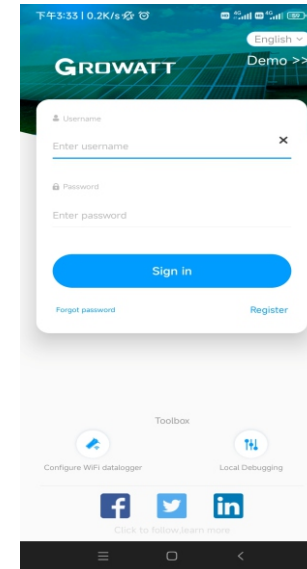 下午3:33 | 0.2K/s
English
GROWATT
Demo >>
Username
Enter username
Password
Enter password
Sign in
Forgot password
Register
Toolbox
Configure WiFi datalogger
Local Debugging
Click to follow,learn more